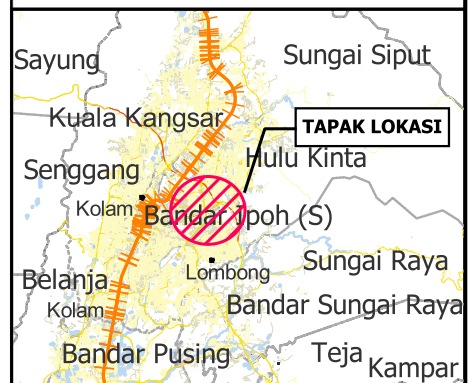 Sungai Siput
Sayung
Kuala Kangsar
TAPAK LOKASI
Hulu Kinta
Senggang
Kolam
Bandar Ipoh (S)
Sungai Raya
Lombong
Belanja
Kolam
Bandar Sungai Raya
Bandar Pusing
Teja
Kampar